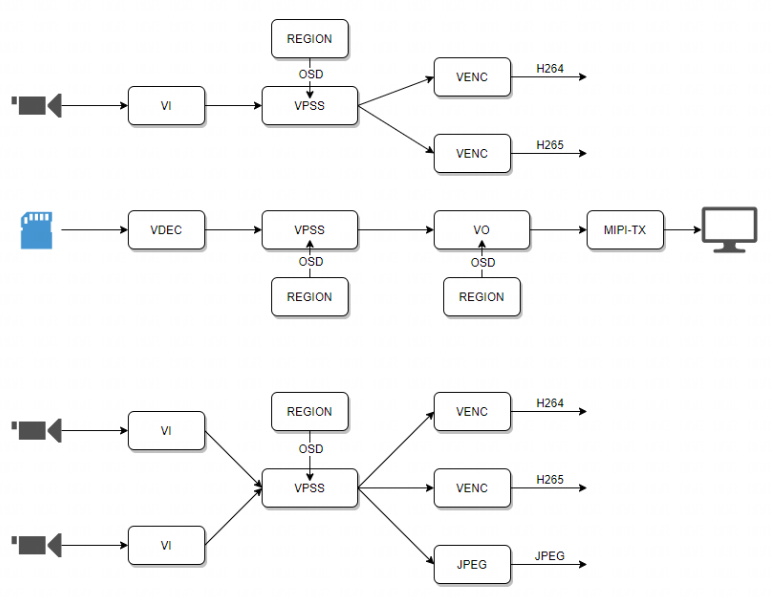 REGION
OSD
VENC
H264
VI
VPSS
VENC
H265
VDEC
VPSS
VO
MIPI-TX
OSD
OSD
REGION
REGION
REGION
VENC
H264
VI
OSD
VPSS
VENC
H265
VI
JPEG
JPEG